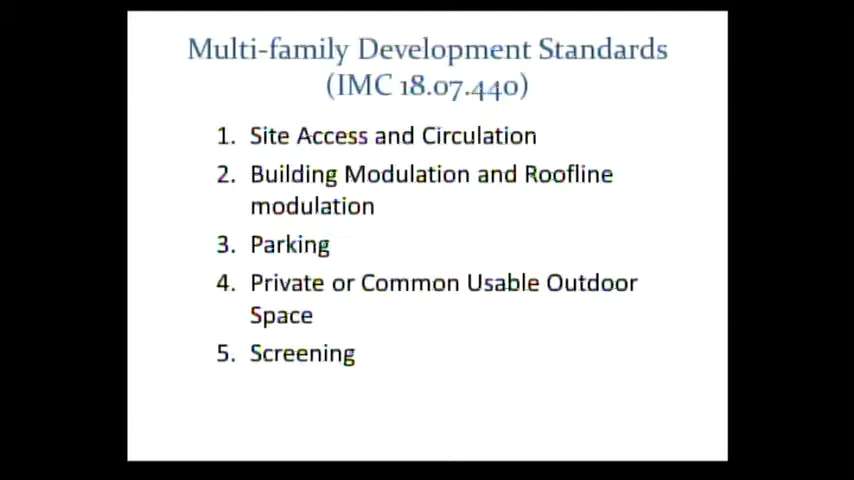 Multi-family Development Standards
(IMC 18.07.440)
1. Site Access and Circulation
2. Building Modulation and Roofline
modulation
3. Parking
4. Private or Common Usable Outdoor
Space
5. Screening